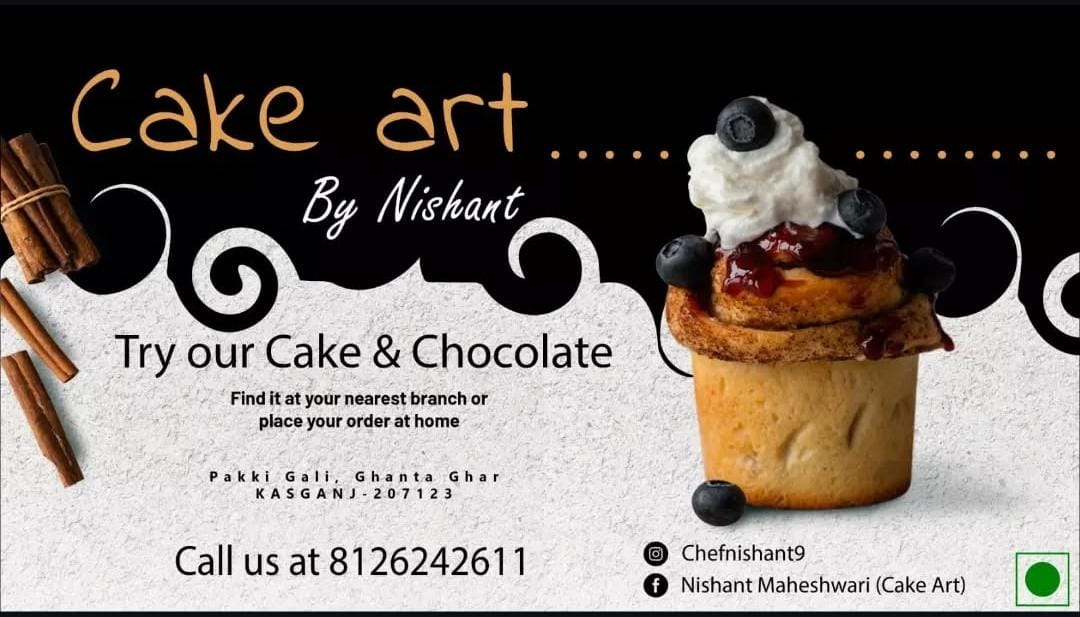 Cake art
By Nishant
Try our Cake & Chocolate
Find it at your nearest branch or
place your order at home
Pakki Gali, Ghanta Ghar
KASGANJ-207123
Call us at 8126242611
Chefnishant9
Nishant Maheshwari (Cake Art)